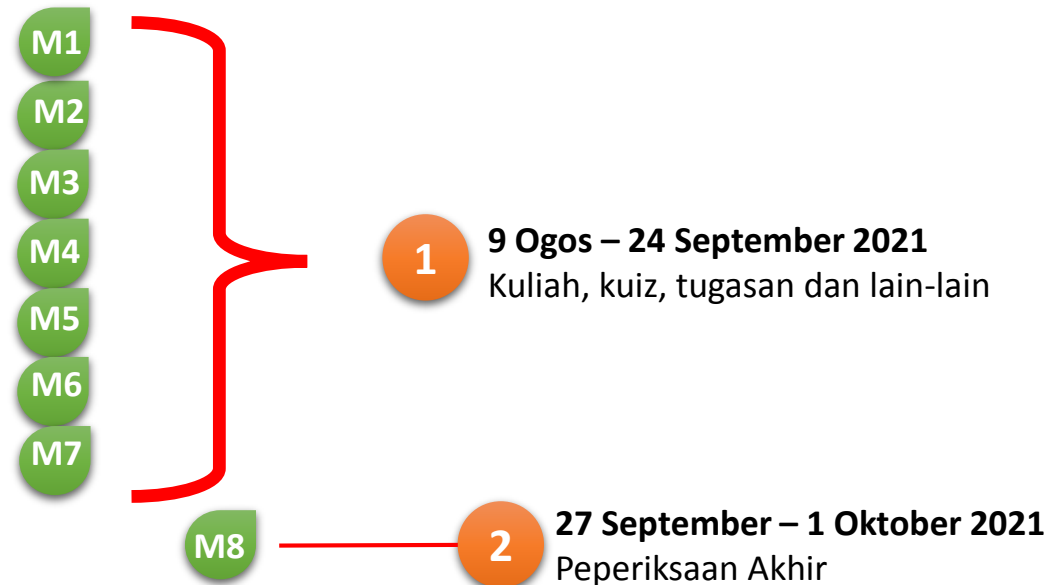 M1
M2
M3
M4
M5
M6
M7
1
9 Ogos – 24 September 2021
Kuliah, kuiz, tugasan dan lain-lain
M8
2
27 September – 1 Oktober 2021
Peperiksaan Akhir